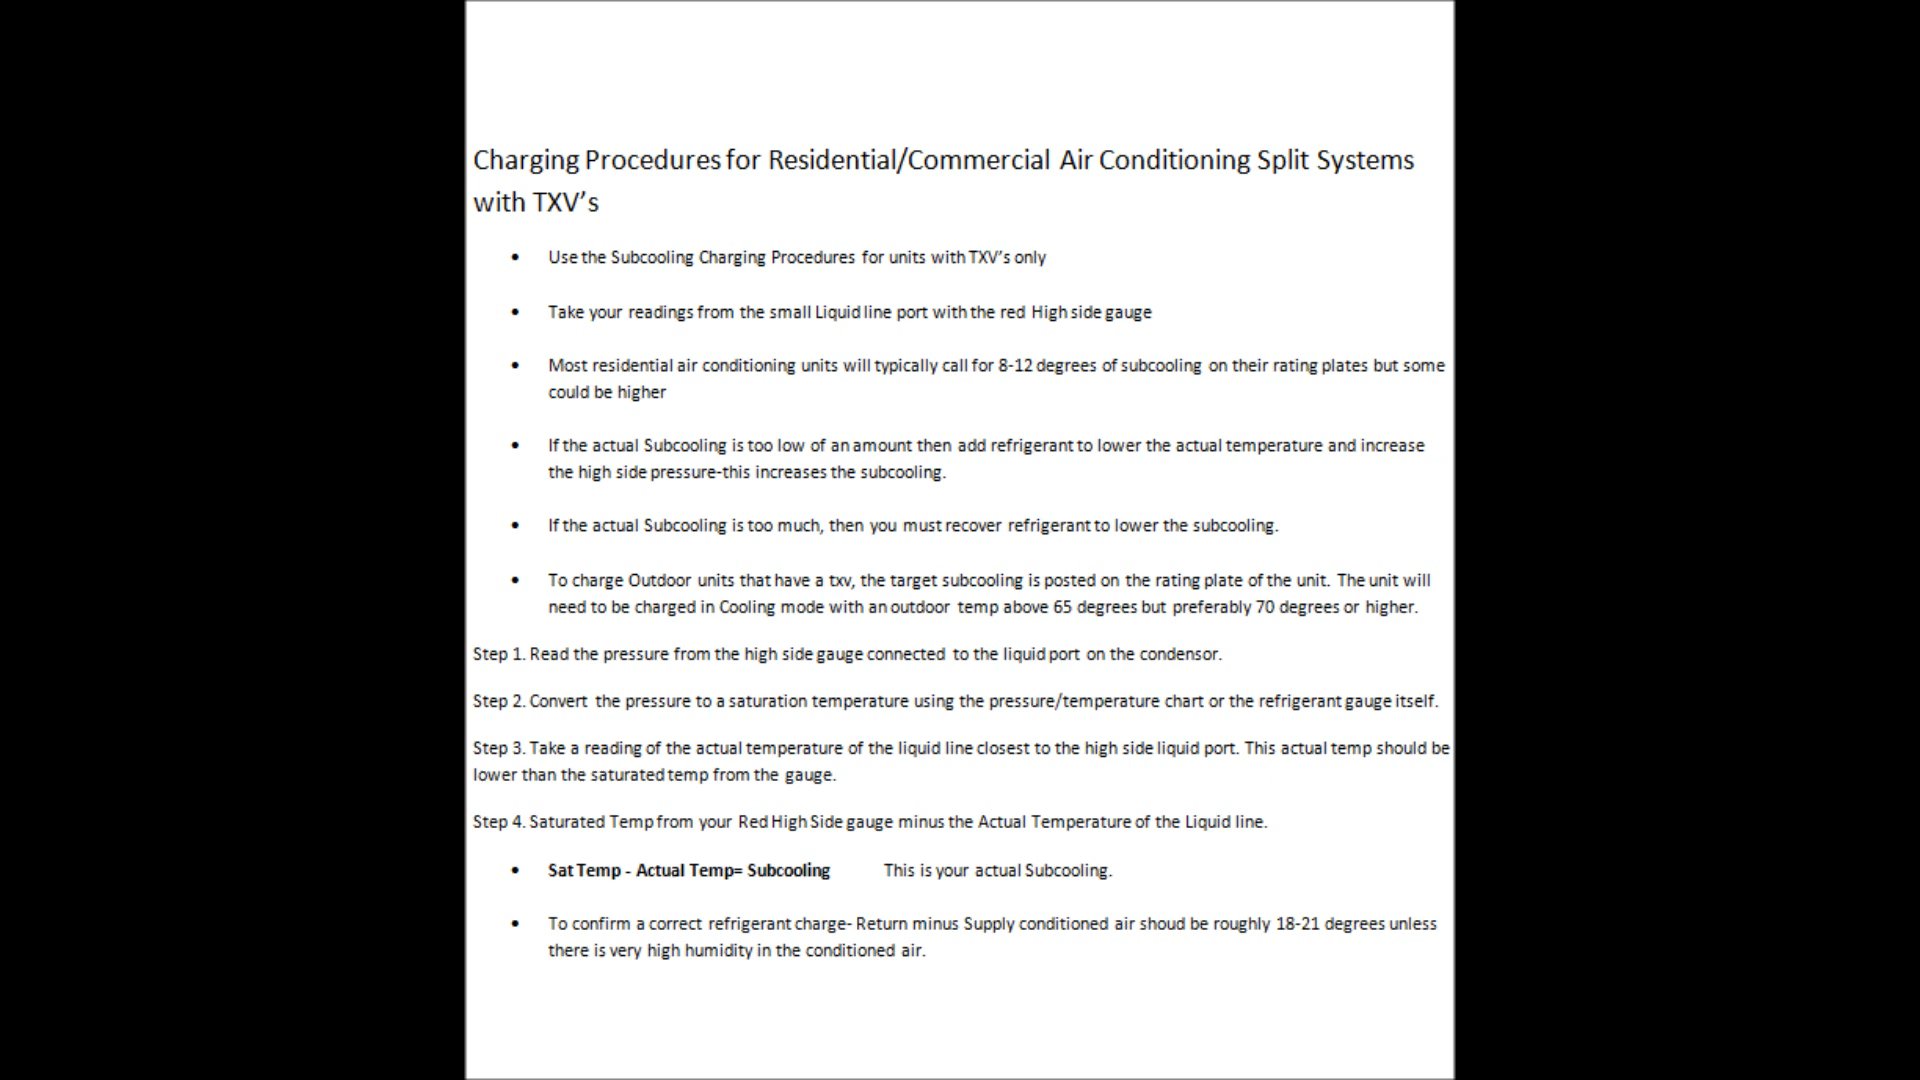 Charging Procedures for Residential/Commercial Air Conditioning Split Systems
with TXV's
• Use the Subcooling Charging Procedures for units with TXV's only
• Take your readings from the small Liquid line port with the red High side gauge
• Most residential air conditioning units will typically call for 8-12 degrees of subcooling on their rating plates but some
could be higher
• If the actual Subcooling is too low of an amount then add refrigerant to lower the actual temperature and increase
the high side pressure-this increases the subcooling.
• If the actual Subcooling is too much, then you must recover refrigerant to lower the subcooling.
• To charge Outdoor units that have a txv, the target subcooling is posted on the rating plate of the unit. The unit will
need to be charged in Cooling mode with an outdoor temp above 65 degrees but preferably 70 degrees or higher.
Step 1. Read the pressure from the high side gauge connected to the liquid port on the condensor.
Step 2. Convert the pressure to a saturation temperature using the pressure/temperature chart or the refrigerant gauge itself.
Step 3. Take a reading of the actual temperature of the liquid line closest to the high side liquid port. This actual temp should be
lower than the saturated temp from the gauge.
Step 4. Saturated Temp from your Red High Side gauge minus the Actual Temperature of the Liquid line.
• Sat Temp - Actual Temp= Subcooling This is your actual Subcooling.
• To confirm a correct refrigerant charge- Return minus Supply conditioned air shoud be roughly 18-21 degrees unless
there is very high humidity in the conditioned air.